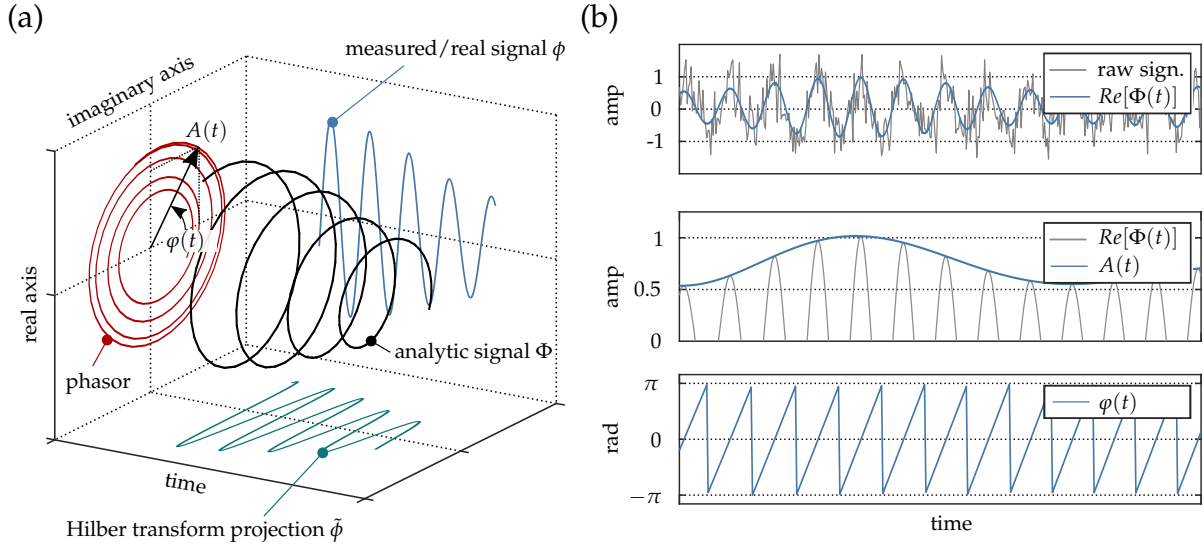 (a)
measured/real signal ϕ
imaginary axis
A(t)
φ(t)
real axis
analytic signal Φ
phasor
time
Hilber transform projection ϕ̃
(b)
amp
1
0
-1
raw sign.
Re[Φ(t)]
amp
1
0.5
0
Re[Φ(t)]
A(t)
rad
π
0
−π
φ(t)
time